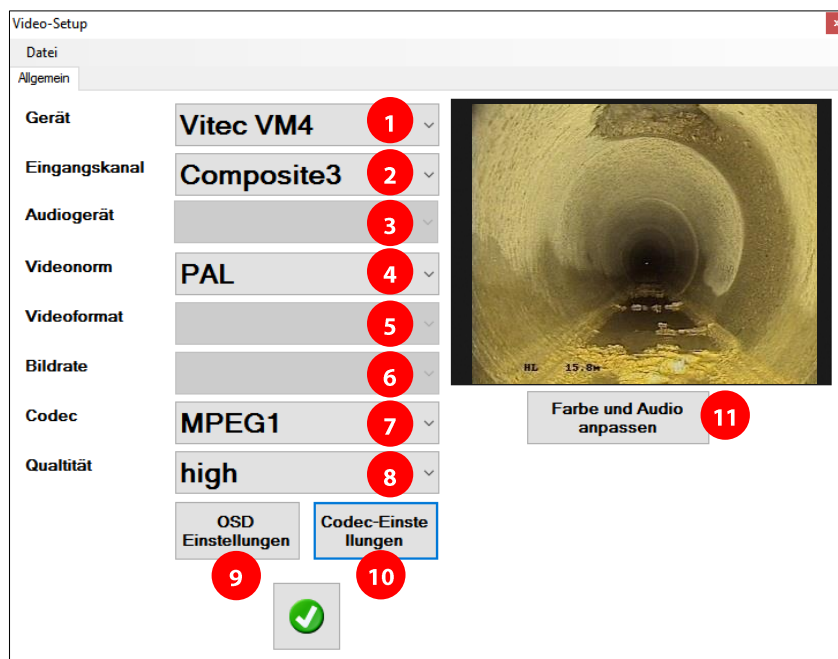 Video-Setup
Datei
Allgemein
Gerät
Vitec VM4
1
Eingangskanal
Composite3
2
Audiogerät
3
Videonorm
PAL
4
Videoformat
5
Bildrate
6
Codec
MPEG1
7
Qualtität
high
8
HL 15.8m
Farbe und Audio
anpassen
11
OSD
Einstellungen
9
Codec-Einste
llungen
10